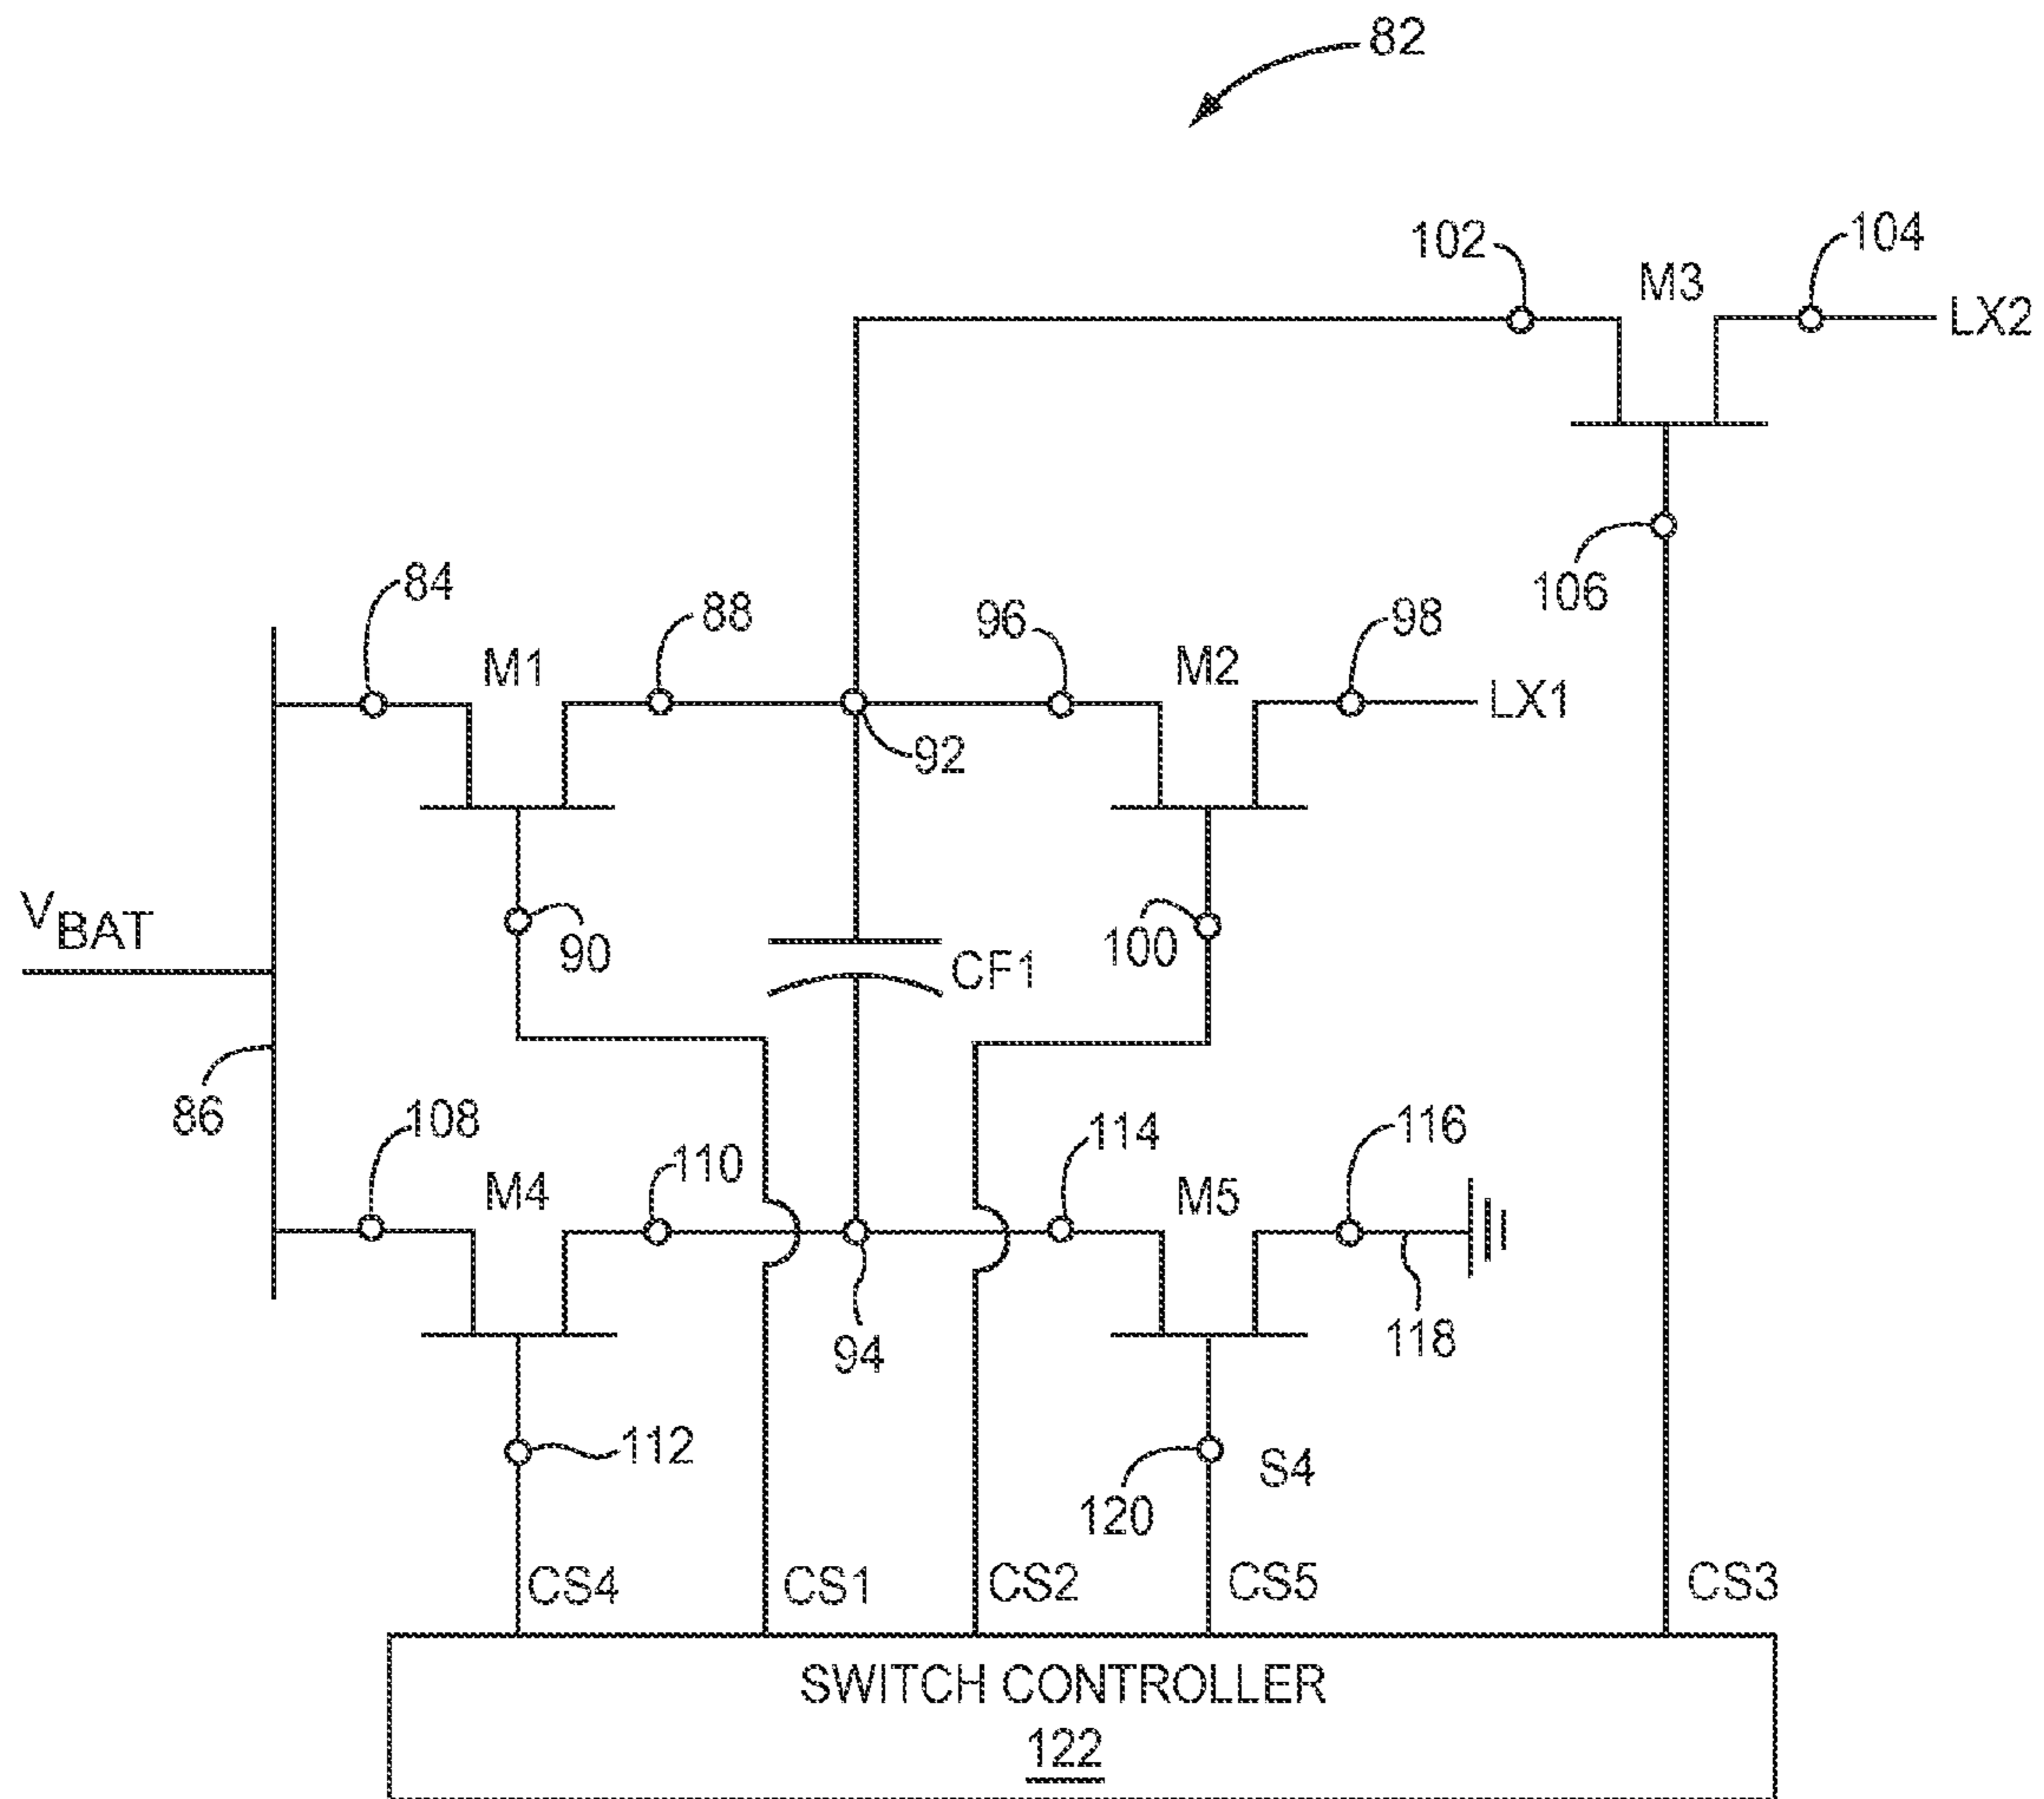 82
102
M3
104
LX2
106
84
M1
88
96
M2
98
LX1
92
VBAT
90
CF1
100
86
108
M4
110
114
M5
116
94
118
112
120
S4
CS4
CS1
CS2
CS5
CS3
SWITCH CONTROLLER
122